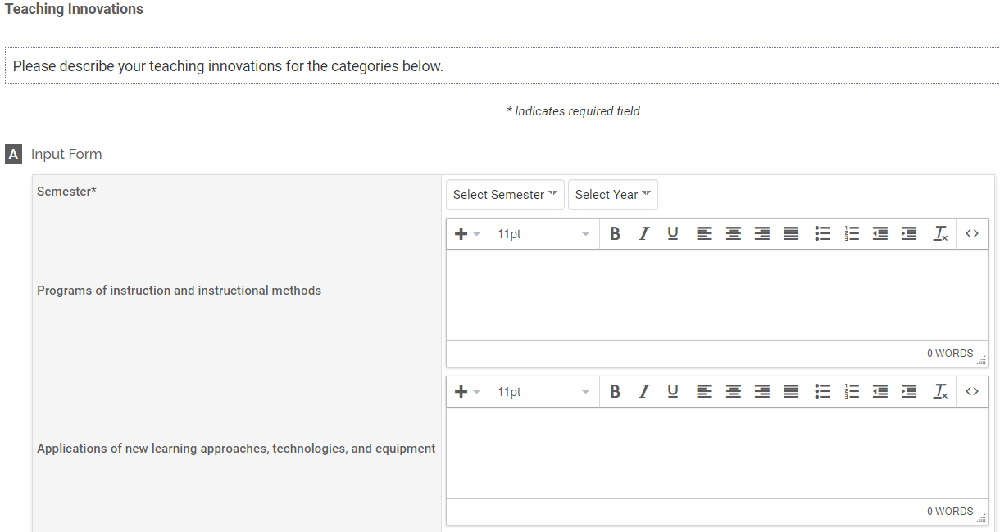 Teaching Innovations
Please describe your teaching innovations for the categories below.
* Indicates required field
A Input Form
Semester*
Select Semester Select Year
11pt B I U
Programs of instruction and instructional methods
0 WORDS
11pt B I U
Applications of new learning approaches, technologies, and equipment
0 WORDS